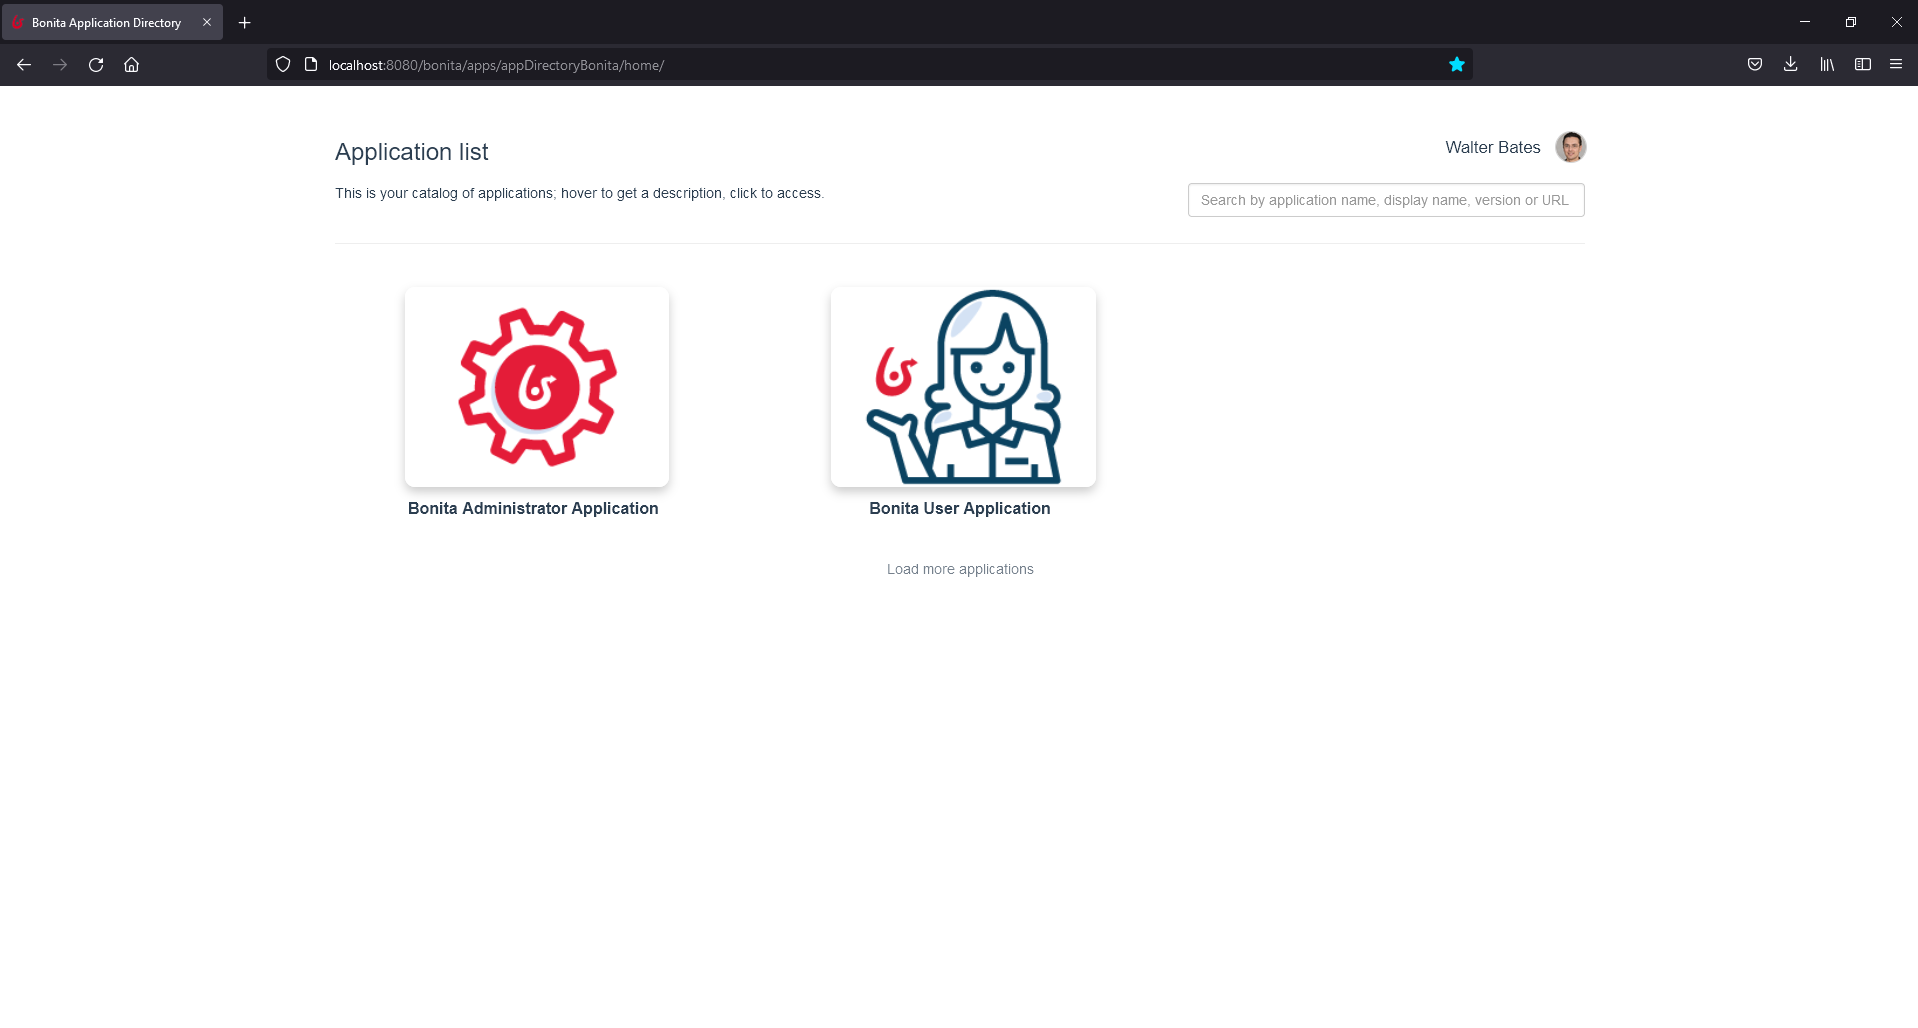 Bonita Application Directory
localhost:8080/bonita/apps/appDirectoryBonita/home/
Application list
Walter Bates
This is your catalog of applications; hover to get a description, click to access.
Search by application name, display name, version or URL
Bonita Administrator Application
Bonita User Application
Load more applications